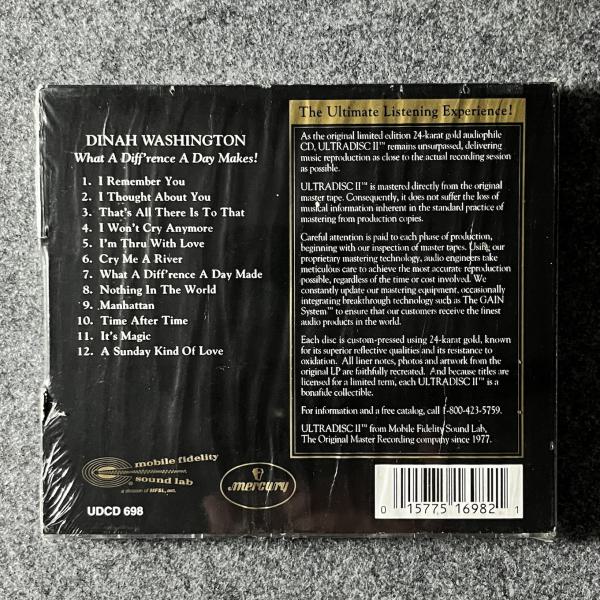 DINAH WASHINGTON
What A Diff'rence A Day Makes!
1. I Remember You
2. I Thought About You
3. That's All There Is To That
4. I Won't Cry Anymore
5. I'm Thru With Love
6. Cry Me A River
7. What A Diff'rence A Day Made
8. Nothing In The World
9. Manhattan
10. Time After Time
11. It's Magic
12. A Sunday Kind Of Love
mobile fidelity
sound lab
a division of MFSL, inc.
mercury
UDCD 698
The Ultimate Listening Experience!
As the original limited edition 24-karat gold audiophile
CD, ULTRADISC II™ remains unsurpassed, delivering
music reproduction as close to the actual recording session
as possible.
ULTRADISC II™ is mastered directly from the original
master tape. Consequently, it does not suffer the loss of
musical information inherent in the standard practice of
mastering from production copies.
Careful attention is paid to each phase of production,
beginning with our inspection of master tapes. Using our
proprietary mastering technology, audio engineers take
meticulous care to achieve the most accurate reproduction
possible, regardless of the time or cost involved. We
constantly update our mastering equipment, occasionally
integrating breakthrough technology such as The GAIN
System™ to ensure that our customers receive the finest
audio products in the world.
Each disc is custom-pressed using 24-karat gold, known
for its superior reflective qualities and its resistance to
oxidation. All liner notes, photos and artwork from the
original LP are faithfully recreated. And because titles are
licensed for a limited term, each ULTRADISC II™ is a
bonafide collectible.
For information and a free catalog, call 1-800-423-5759.
ULTRADISC II™ from Mobile Fidelity Sound Lab,
The Original Master Recording company since 1977.
0 15775 16982 1